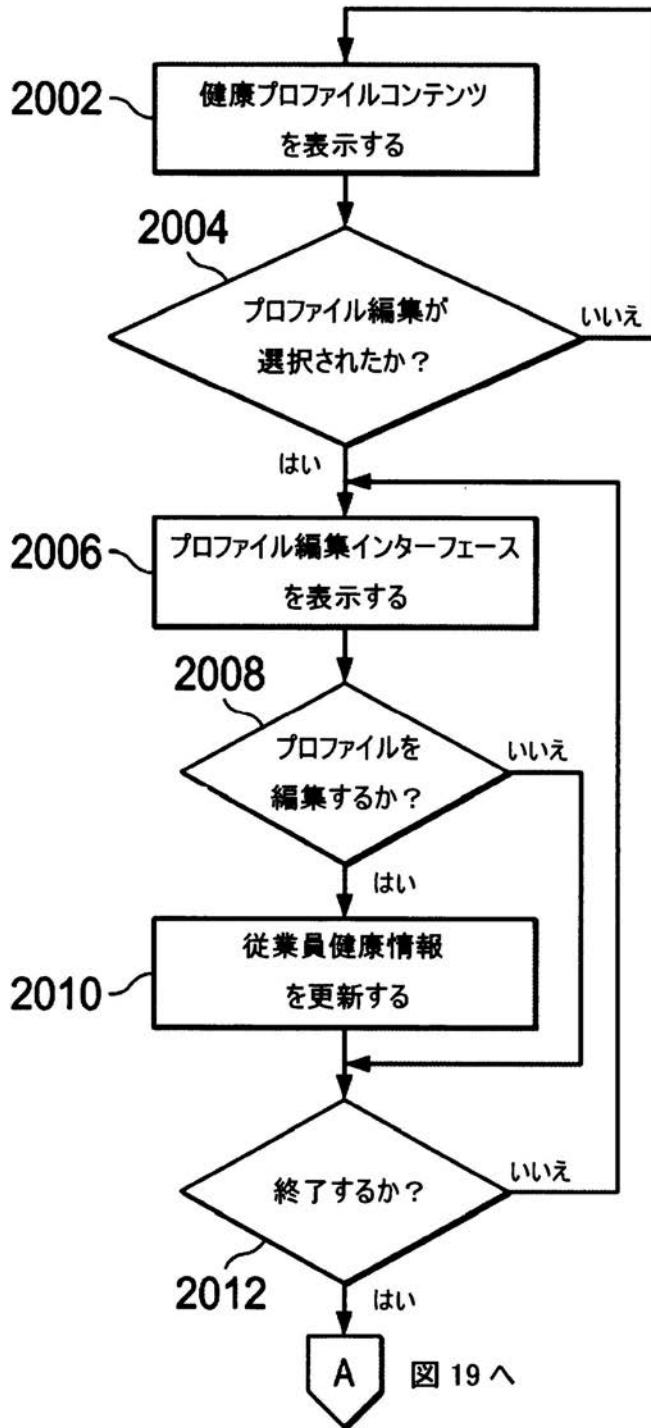 2002
健康プロファイルコンテンツ
を表示する
2004
プロファイル編集が
選択されたか？
いいえ
はい
2006
プロファイル編集インターフェース
を表示する
2008
プロファイルを
編集するか？
いいえ
はい
2010
従業員健康情報
を更新する
終了するか？
いいえ
2012
はい
A
図 19 へ